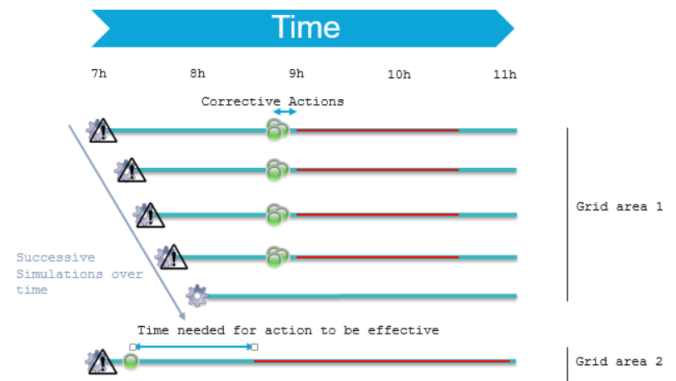 Time
7h 8h 9h 10h 11h
Corrective Actions
Grid area 1
Successive
Simulations over
time
Time needed for action to be effective
Grid area 2